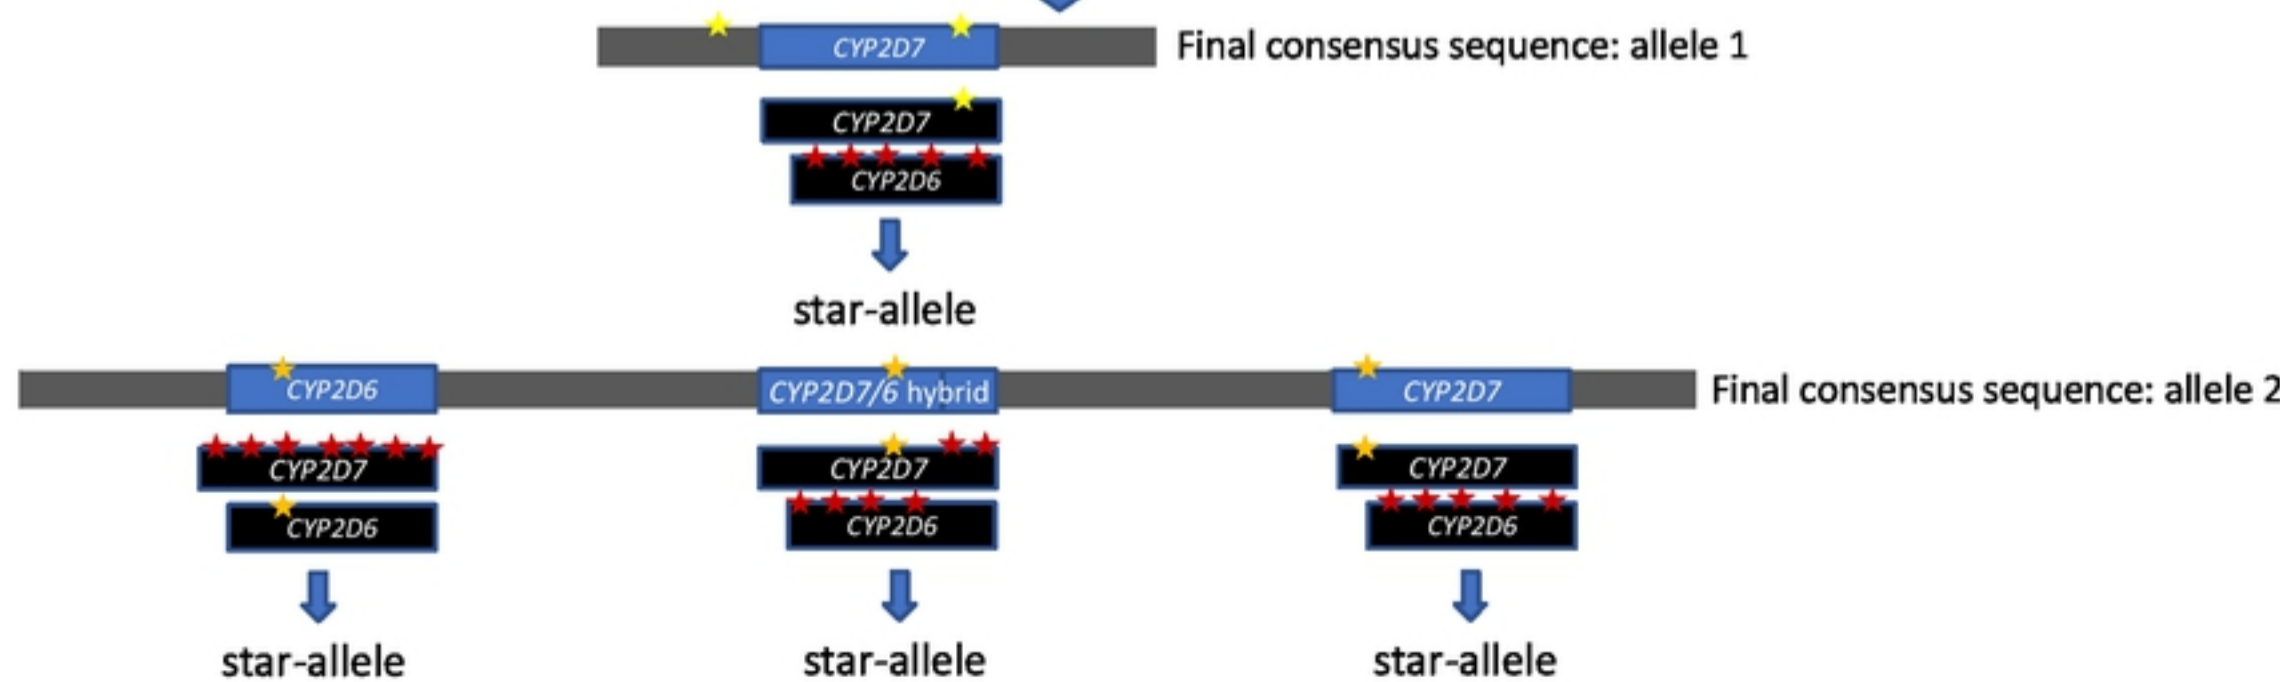 CYP2D7
Final consensus sequence: allele 1
CYP2D7
CYP2D6
star-allele
CYP2D6
CYP2D7/6 hybrid
CYP2D7
Final consensus sequence: allele 2
CYP2D7
CYP2D7
CYP2D7
CYP2D6
CYP2D6
CYP2D6
star-allele
star-allele
star-allele